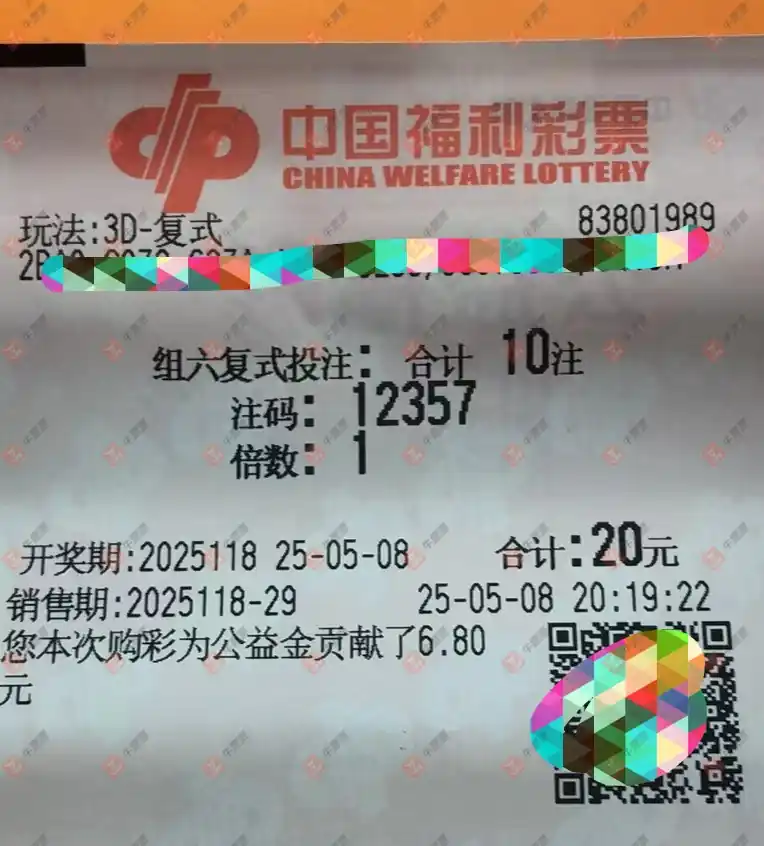 中国福利彩票
CHINA WELFARE LOTTERY
玩法:3D-复式 83801989
组六复式投注: 合计 10注
注码: 12357
倍数: 1
开奖期:2025118 25-05-08 合计:20元
销售期:2025118-29 25-05-08 20:19:22
您本次购彩为公益金贡献了6.80
元